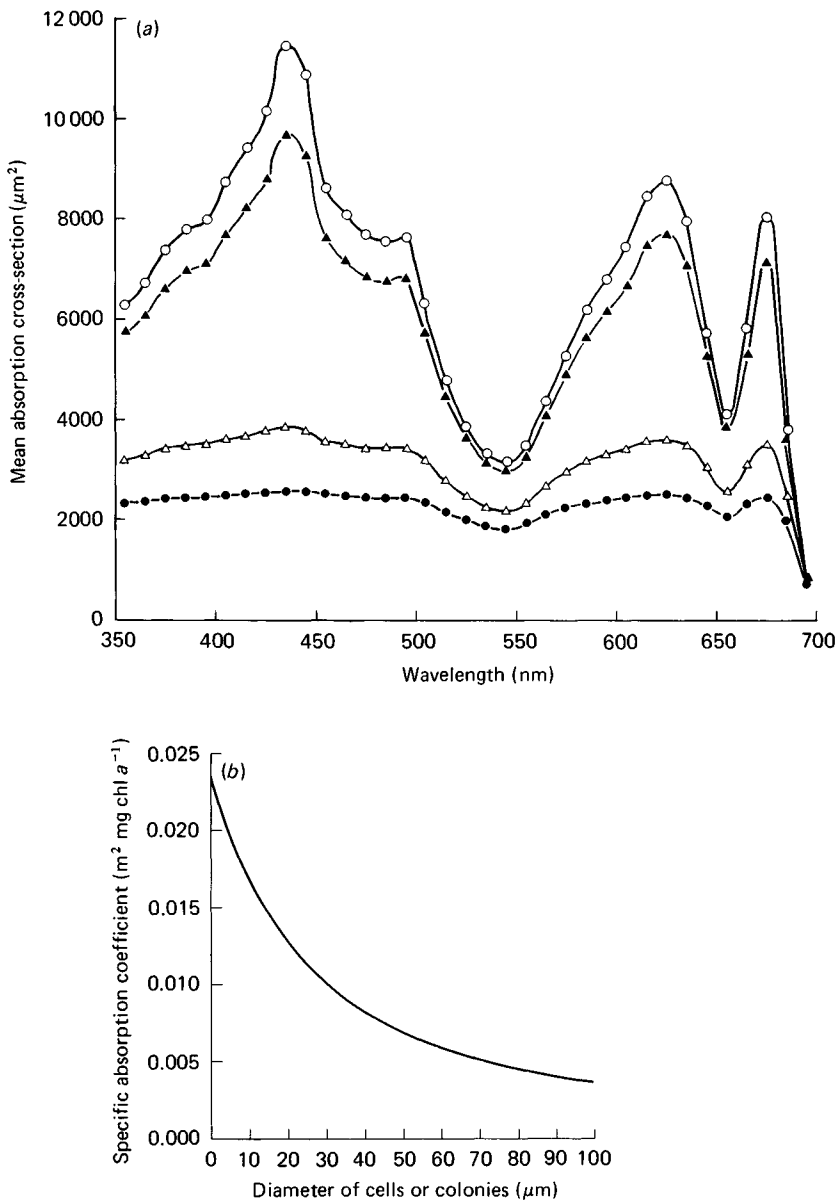 (a)
12 000
10 000
8000
6000
4000
2000
0
Mean absorption cross-section (μm²)
350 400 450 500 550 600 650 700
Wavelength (nm)
(b)
0.025
0.020
0.015
0.010
0.005
0.000
Specific absorption coefficient (m² mg chl a⁻¹)
0 10 20 30 40 50 60 70 80 90 100
Diameter of cells or colonies (μm)